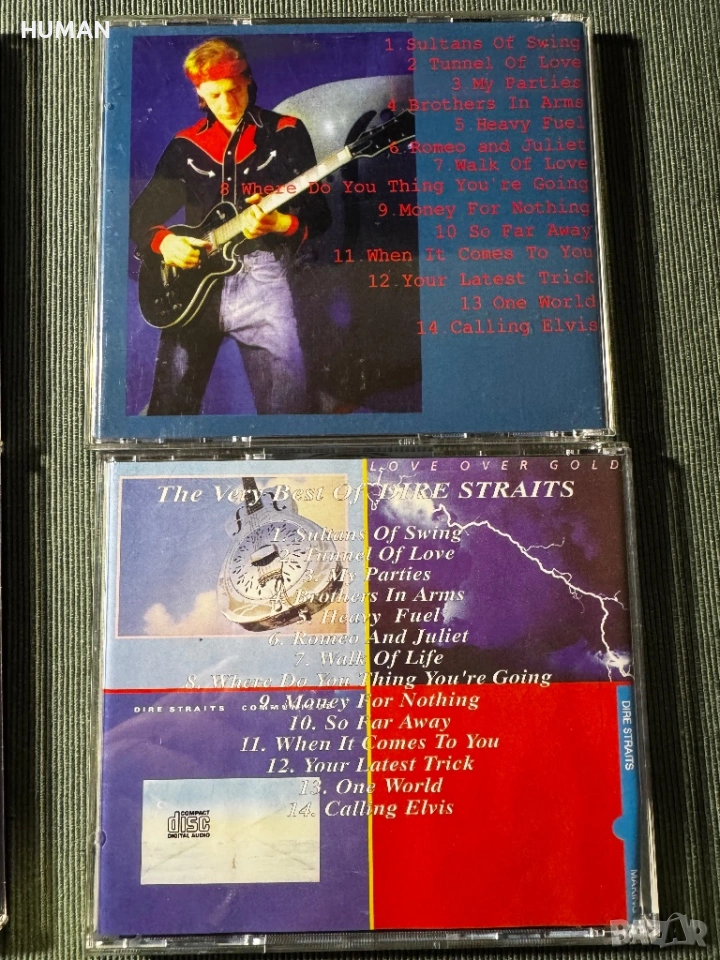 HUMAN
1.Sultans Of Swing
2 Tunnel Of Love
3.My Parties
4 Brothers In Arms
5.Heavy Fuel
6.Romeo and Juliet
7.Walk Of Love
8 Where Do You Thing You're Going
9.Money For Nothing
10 So Far Away
11.When It Comes To You
12.Your Latest Trick
13 One World
14.Calling Elvis
LOVE OVER GOLD
The Very Best Of DIRE STRAITS
1. Sultans Of Swing
2. Tunnel Of Love
3. My Parties
4. Brothers In Arms
5. Heavy Fuel
6. Romeo And Juliet
7. Walk Of Life
8. Where Do You Thing You're Going
9. Money For Nothing
DIRE STRAITS
10. So Far Away
11. When It Comes To You
12. Your Latest Trick
13. One World
14. Calling Elvis
DIRE STRAITS
COMPACT
disc
DIGITAL AUDIO
BAZAR